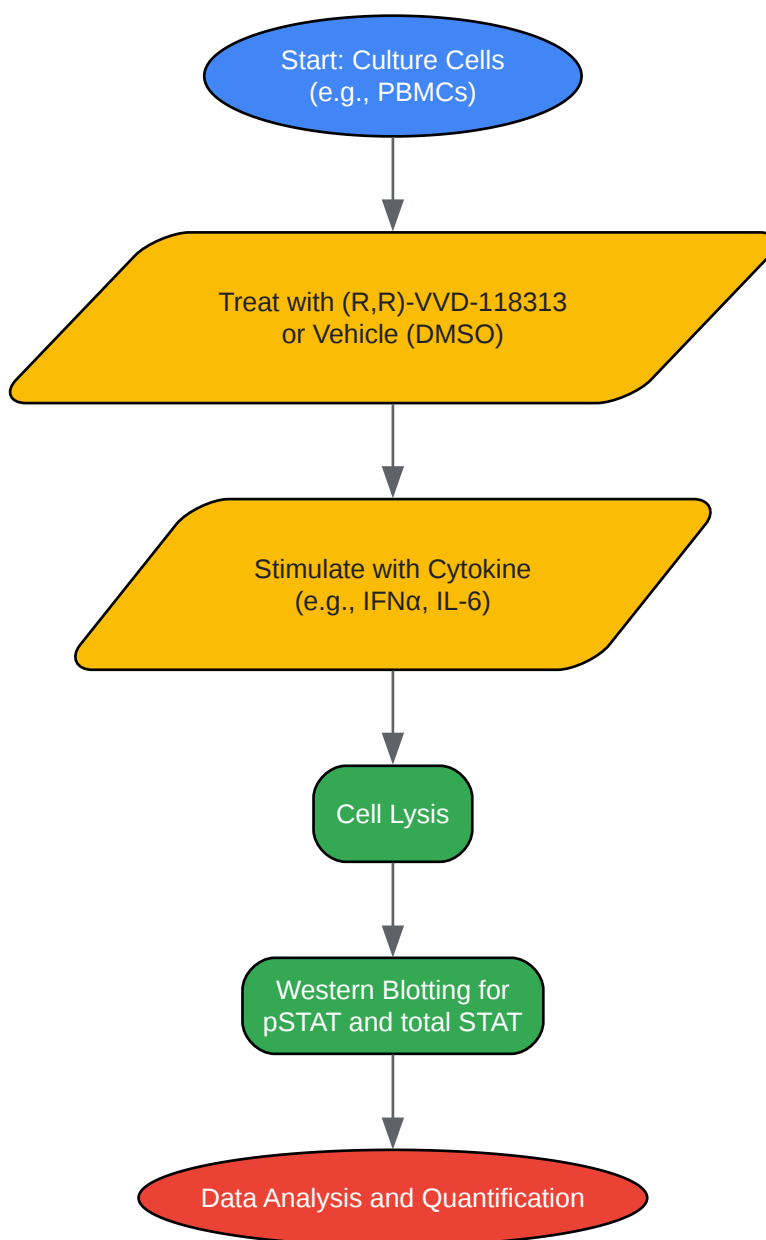 Start: Culture Cells
(e.g., PBMCs)
Treat with (R,R)-VVD-118313
or Vehicle (DMSO)
Stimulate with Cytokine
(e.g., IFNα, IL-6)
Cell Lysis
Western Blotting for
pSTAT and total STAT
Data Analysis and Quantification